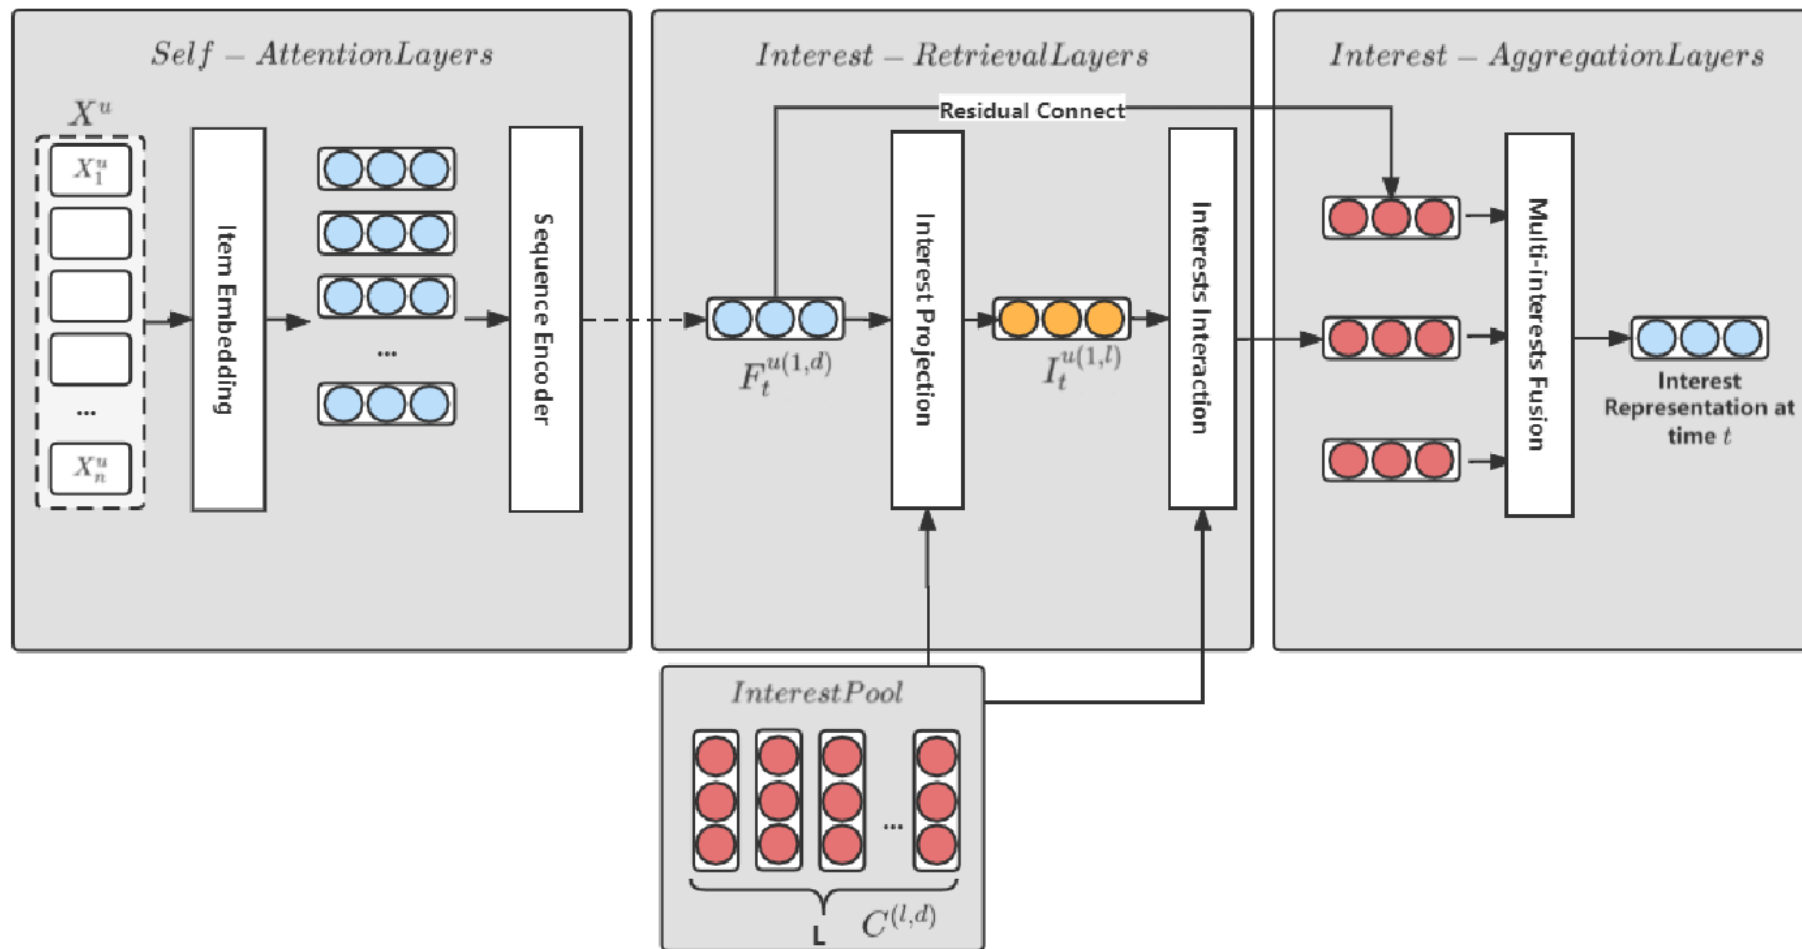 Self − AttentionLayers
X^u
X_1^u
...
X_n^u
Item Embedding
...
Sequence Encoder
Interest − RetrievalLayers
Residual Connect
F_t^{u(1,d)}
Interest Projection
I_t^{u(1,l)}
Interests Interaction
Interest − AggregationLayers
Multi-interests Fusion
Interest
Representation at
time t
InterestPool
...
L
C^{(l,d)}